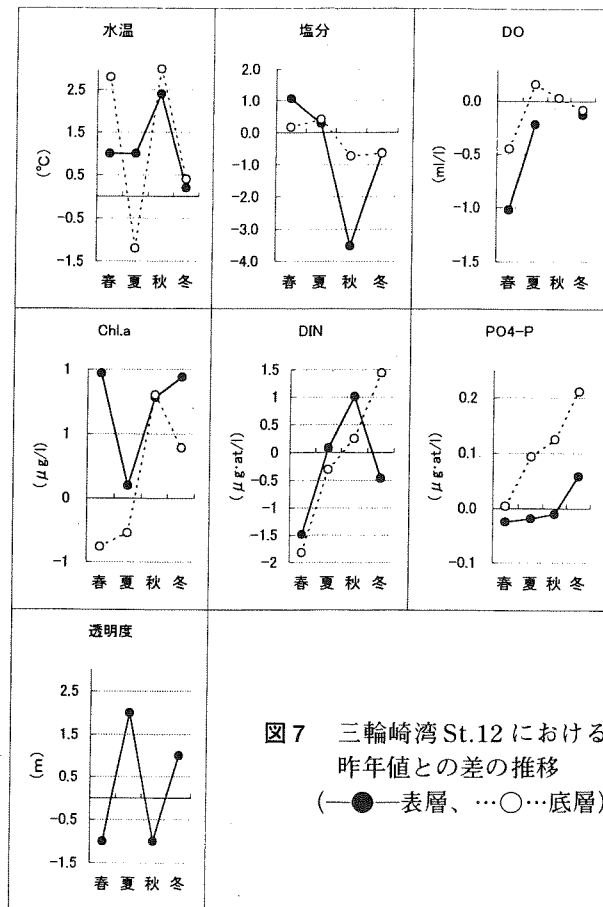 水温
2.5
1.5
0.5
-0.5
-1.5
(℃)
春 夏 秋 冬
塩分
2.0
1.0
0.0
-1.0
-2.0
-3.0
-4.0
春 夏 秋 冬
DO
0.0
-0.5
-1.0
-1.5
(ml/l)
春 夏 秋 冬
Chl.a
1
1
0
-1
(μg/l)
春 夏 秋 冬
DIN
1.5
1
0.5
0
-0.5
-1
-1.5
-2
(μg·at/l)
春 夏 秋 冬
PO4-P
0.2
0.1
0.0
-0.1
(μg·at/l)
春 夏 秋 冬
透明度
2.5
1.5
0.5
-0.5
-1.5
(m)
春 夏 秋 冬
図7 三輪崎湾St.12における
昨年値との差の推移
(—●—表層、…○…底層)